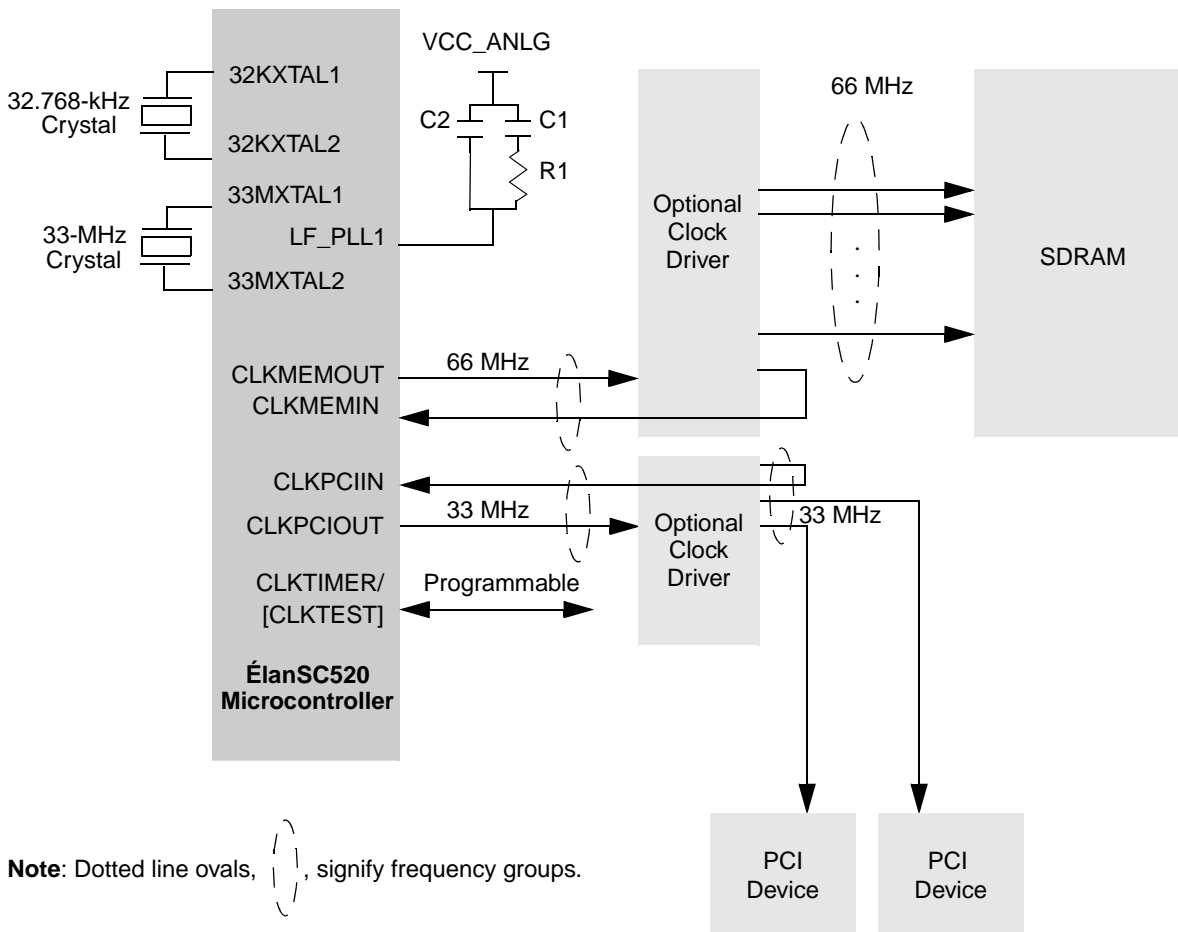 VCC_ANLG
32KXTAL1
32.768-kHz
Crystal
32KXTAL2
C2
C1
R1
66 MHz
33MXTAL1
33-MHz
Crystal
LF_PLL1
33MXTAL2
Optional
Clock
Driver
SDRAM
.
.
.
CLKMEMOUT
66 MHz
CLKMEMIN
CLKPCIIN
CLKPCIOUT
33 MHz
Optional
Clock
Driver
33 MHz
CLKTIMER/
[CLKTEST]
Programmable
ÉlanSC520
Microcontroller
PCI
Device
PCI
Device
Note: Dotted line ovals, , signify frequency groups.